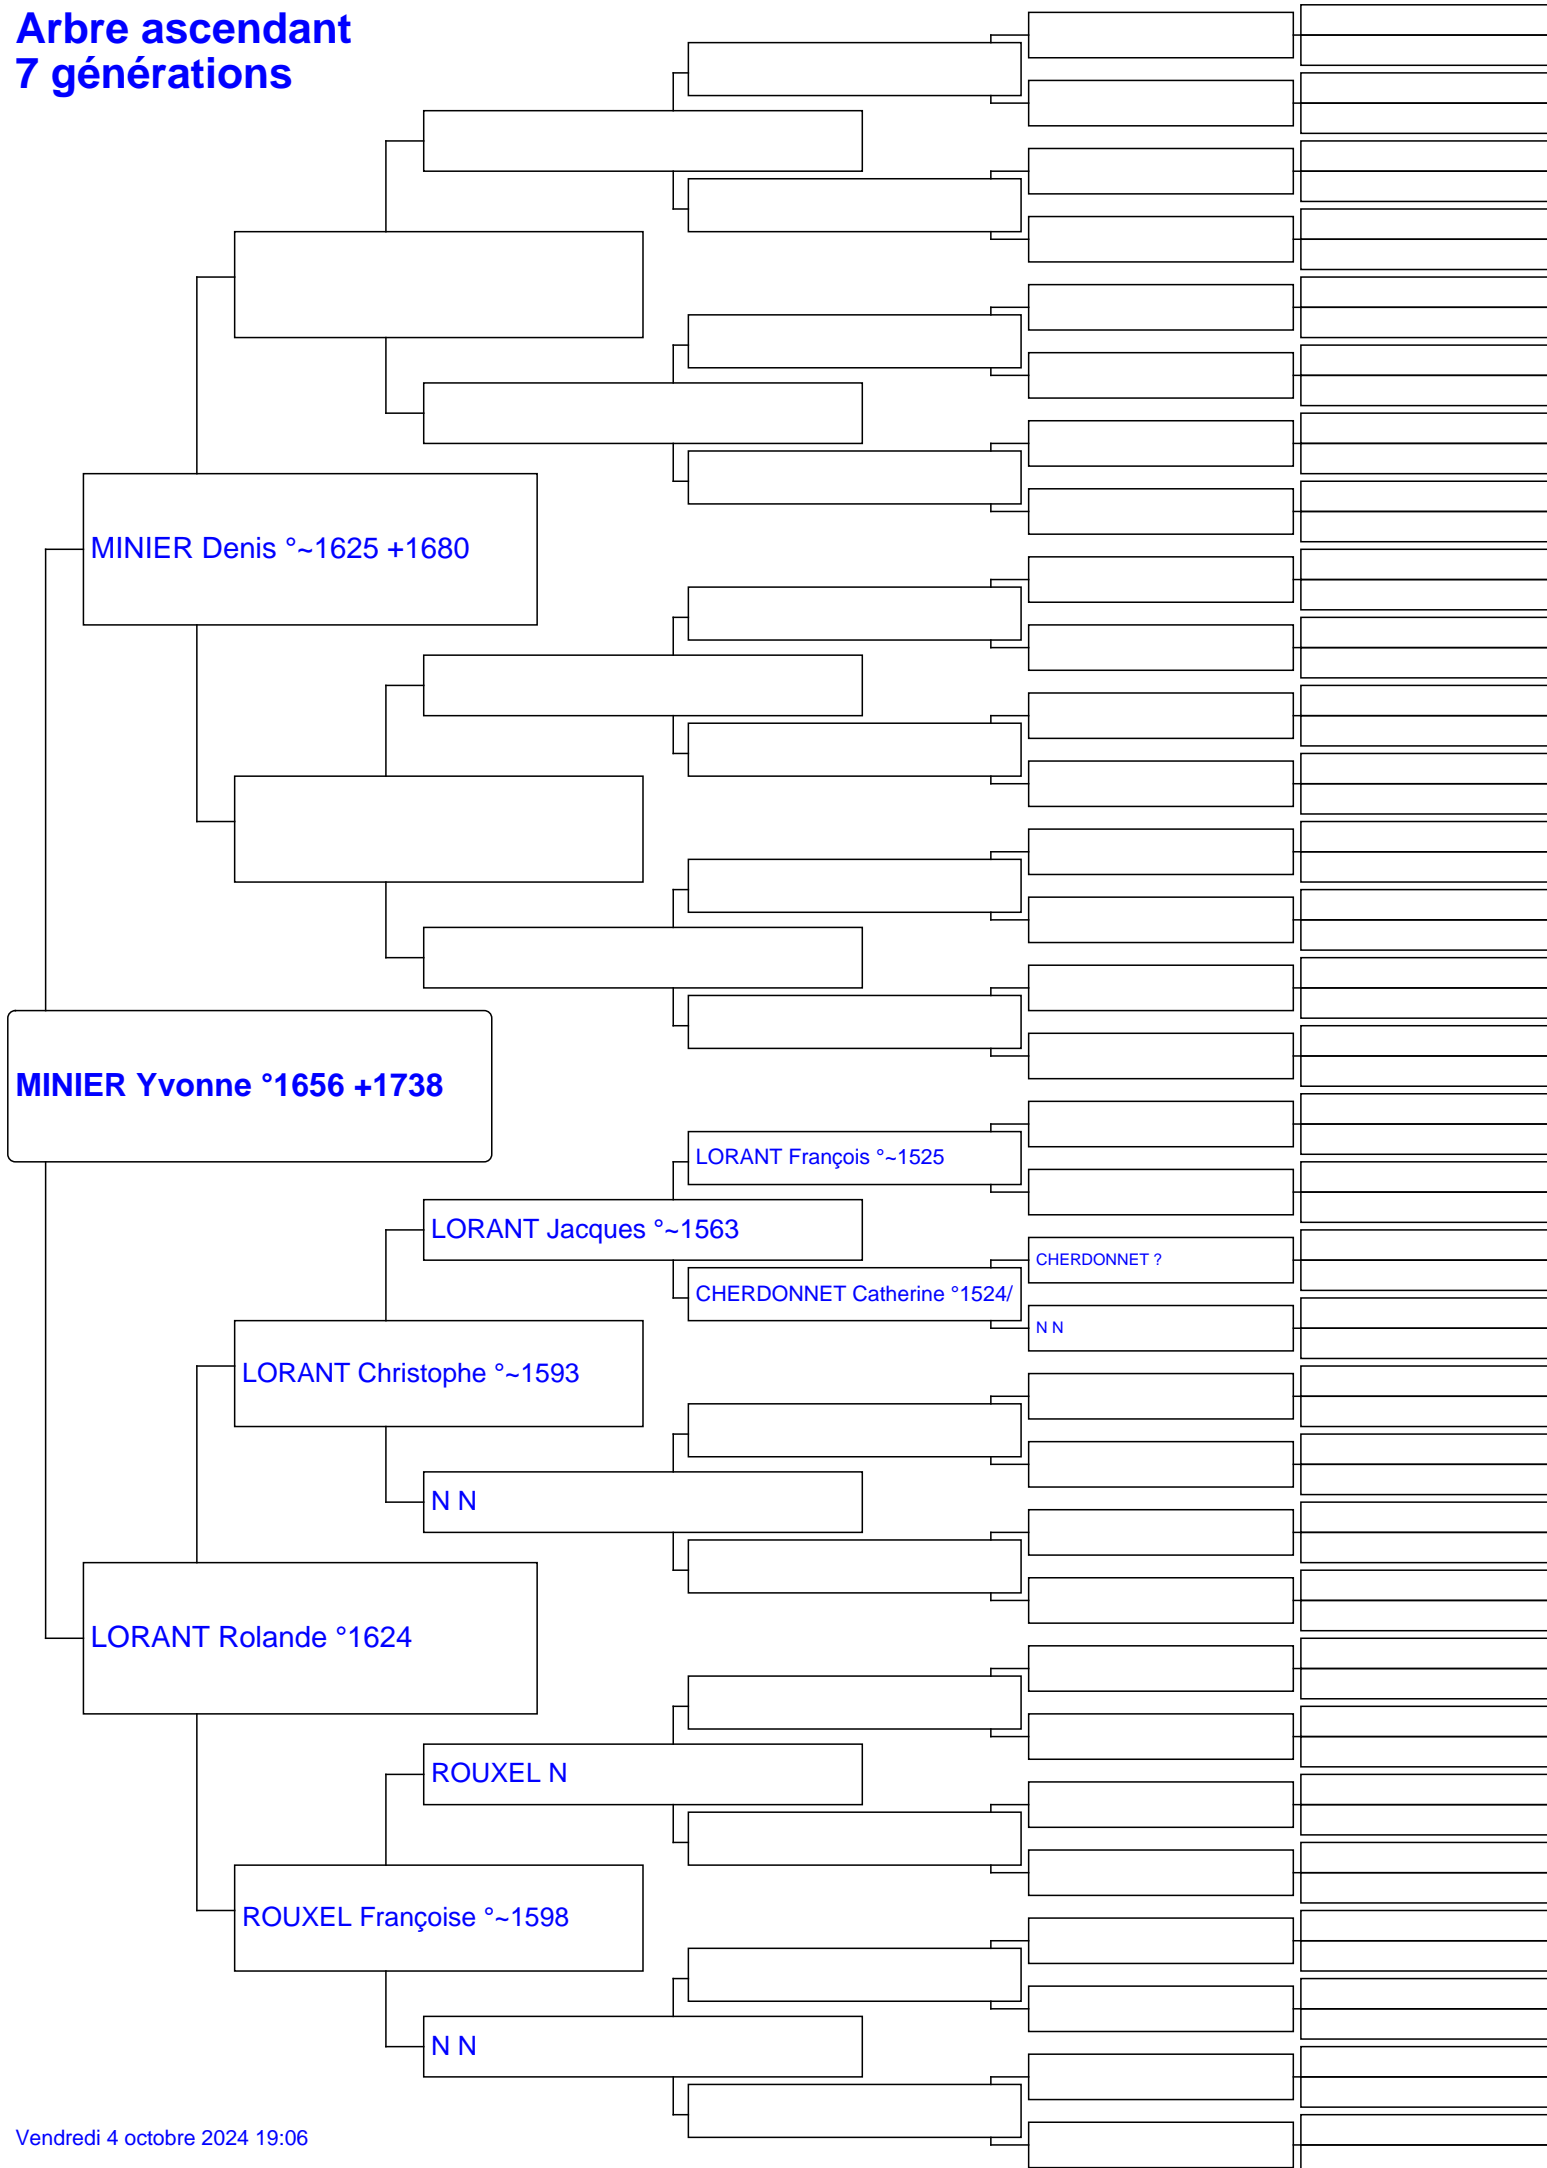 Arbre ascendant
7 générations
MINIER Denis °~1625 +1680
MINIER Yvonne °1656 +1738
LORANT François °~1525
LORANT Jacques °~1563
CHERDONNET ?
CHERDONNET Catherine °1524/
N N
LORANT Christophe °~1593
N N
LORANT Rolande °1624
ROUXEL N
ROUXEL Françoise °~1598
N N
Vendredi 4 octobre 2024 19:06